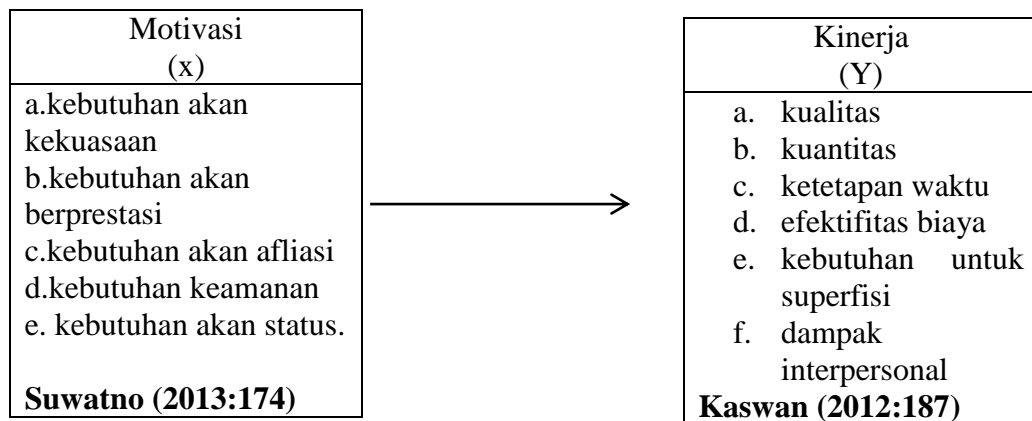 Motivasi
(x)
a.kebutuhan akan
kekuasaan
b.kebutuhan akan
berprestasi
c.kebutuhan akan afliasi
d.kebutuhan keamanan
e. kebutuhan akan status.
Suwatno (2013:174)
Kinerja
(Y)
a. kualitas
b. kuantitas
c. ketetapan waktu
d. efektifitas biaya
e. kebutuhan untuk
superfisi
f. dampak
interpersonal
Kaswan (2012:187)